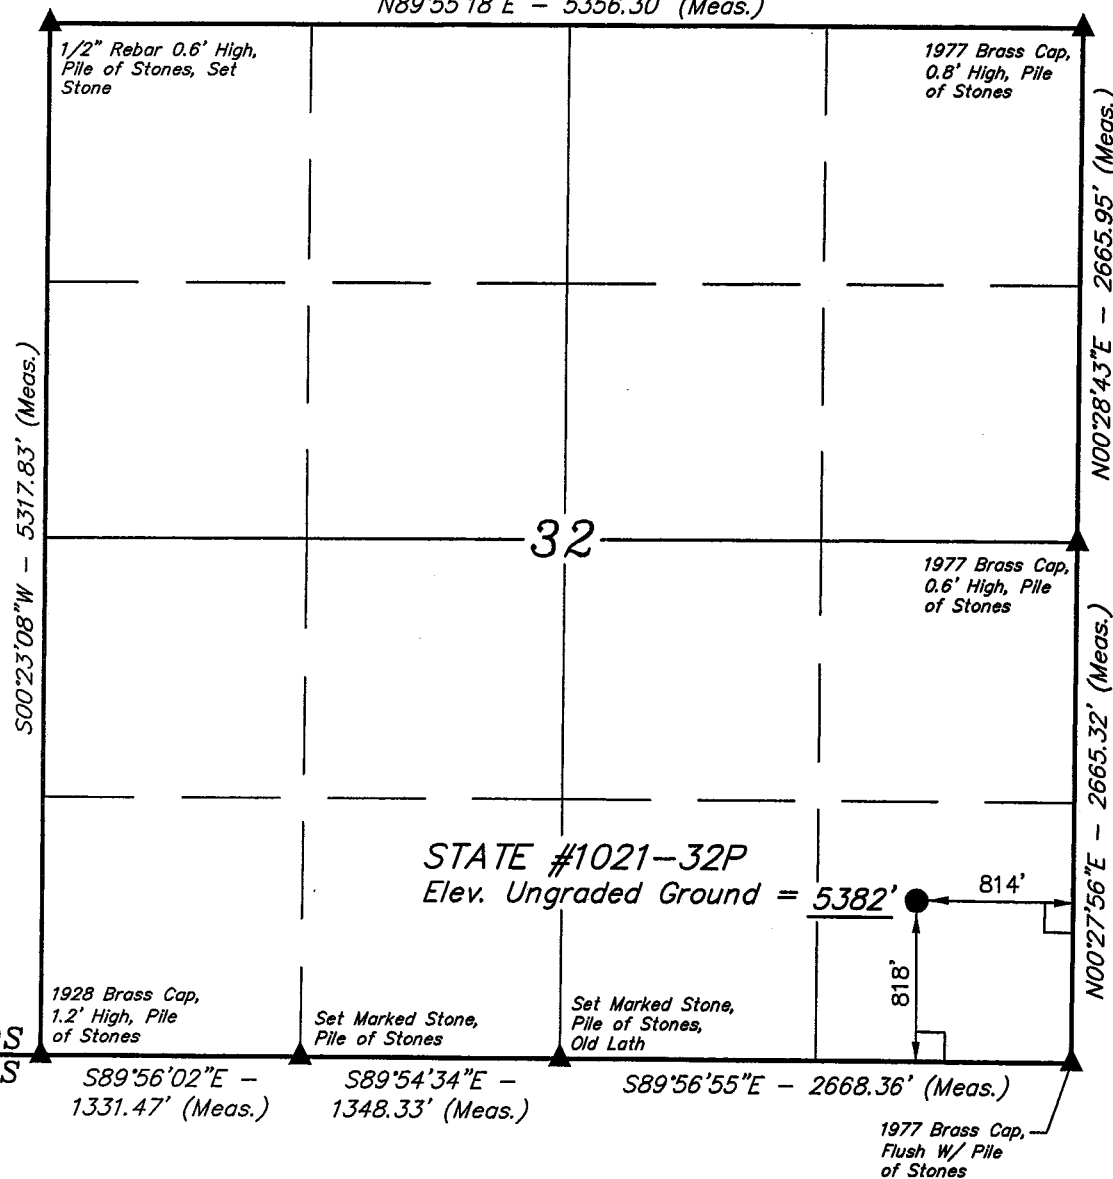 N89°55'18"E - 5356.30' (Meas.)
1/2" Rebar 0.6' High,
Pile of Stones, Set
Stone
1977 Brass Cap,
0.8' High, Pile
of Stones
N00°28'43"E - 2665.95' (Meas.)
S00°23'08"W - 5317.83' (Meas.)
32
1977 Brass Cap,
0.6' High, Pile
of Stones
N00°27'56"E - 2665.32' (Meas.)
STATE #1021-32P
Elev. Ungraded Ground = 5382'
814'
818'
1928 Brass Cap,
1.2' High, Pile
of Stones
Set Marked Stone,
Pile of Stones
Set Marked Stone,
Pile of Stones,
Old Lath
S
S
S89°56'02"E -
1331.47' (Meas.)
S89°54'34"E -
1348.33' (Meas.)
S89°56'55"E - 2668.36' (Meas.)
1977 Brass Cap,
Flush W/ Pile
of Stones